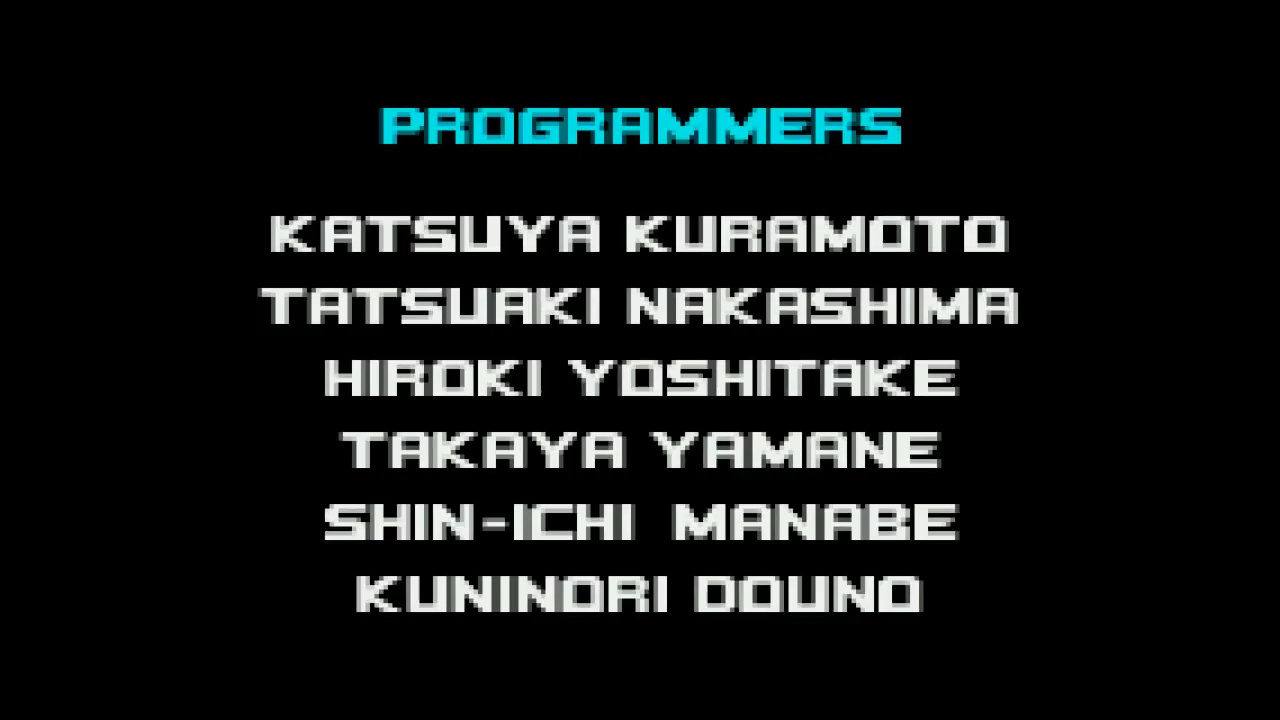 PROGRAMMERS
KATSUYA KURAMOTO
TATSUAKI NAKASHIMA
HIROKI YOSHITAKE
TAKAYA YAMANE
SHIN-ICHI MANABE
KUNINORI DOUNO